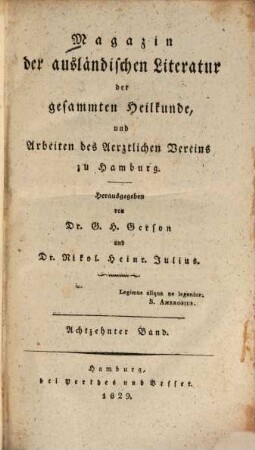 Magazin
der ausländischen Literatur
der
gesammten Heilkunde,
und
Arbeiten des Aerztlichen Vereins
zu Hamburg.
Herausgegeben
von
Dr. G. H. Gerson
und
Dr. Nikol. Heinr. Julius.
Legimus aliqua ne legantur.
S. Ambrosius.
Achtzehnter Band.
Hamburg,
bei Perthes und Besser.
1829.